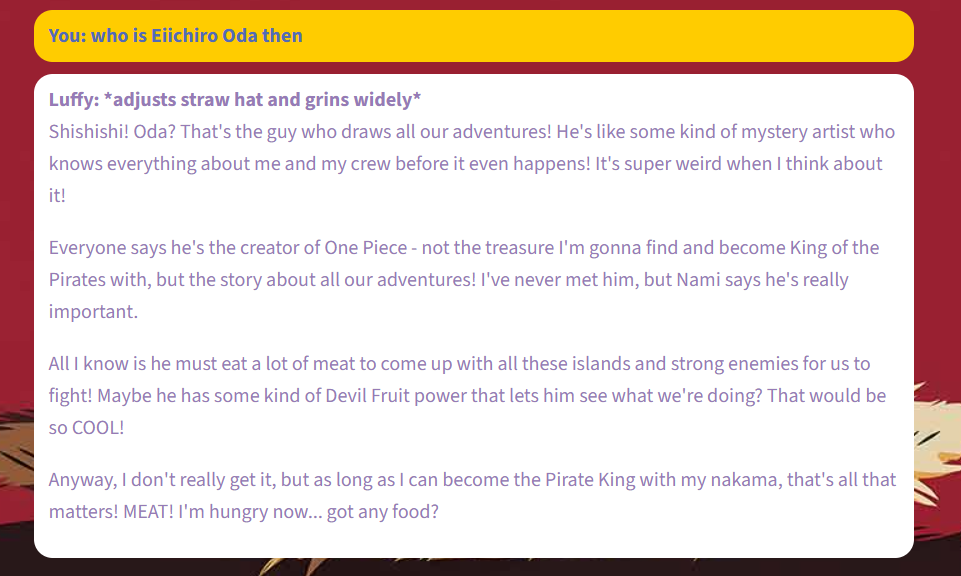 You: who is Eiichiro Oda then
Luffy: *adjusts straw hat and grins widely*
Shishishi! Oda? That's the guy who draws all our adventures! He's like some kind of mystery artist who
knows everything about me and my crew before it even happens! It's super weird when I think about
it!
Everyone says he's the creator of One Piece - not the treasure I'm gonna find and become King of the
Pirates with, but the story about all our adventures! I've never met him, but Nami says he's really
important.
All I know is he must eat a lot of meat to come up with all these islands and strong enemies for us to
fight! Maybe he has some kind of Devil Fruit power that lets him see what we're doing? That would be
so COOL!
Anyway, I don't really get it, but as long as I can become the Pirate King with my nakama, that's all that
matters! MEAT! I'm hungry now... got any food?